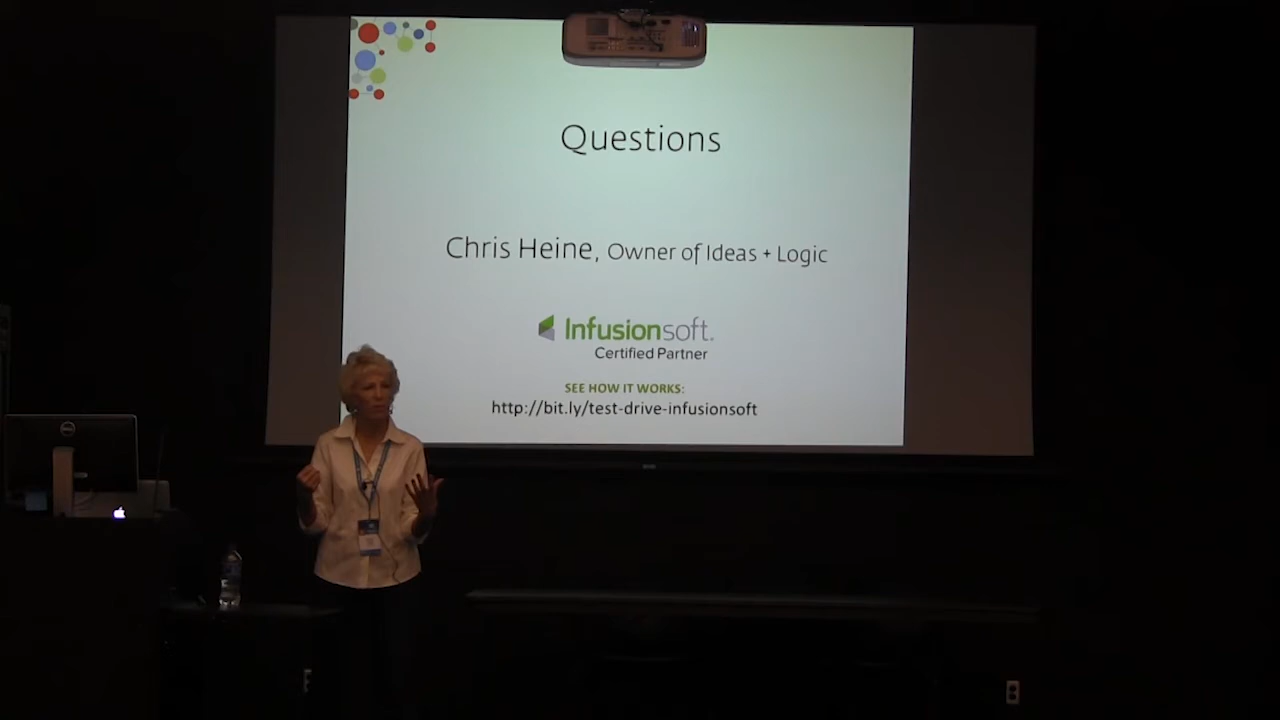 Questions
Chris Heine, Owner of Ideas + Logic
Infusionsoft.
Certified Partner
SEE HOW IT WORKS:
http://bit.ly/test-drive-infusionsoft
DELL